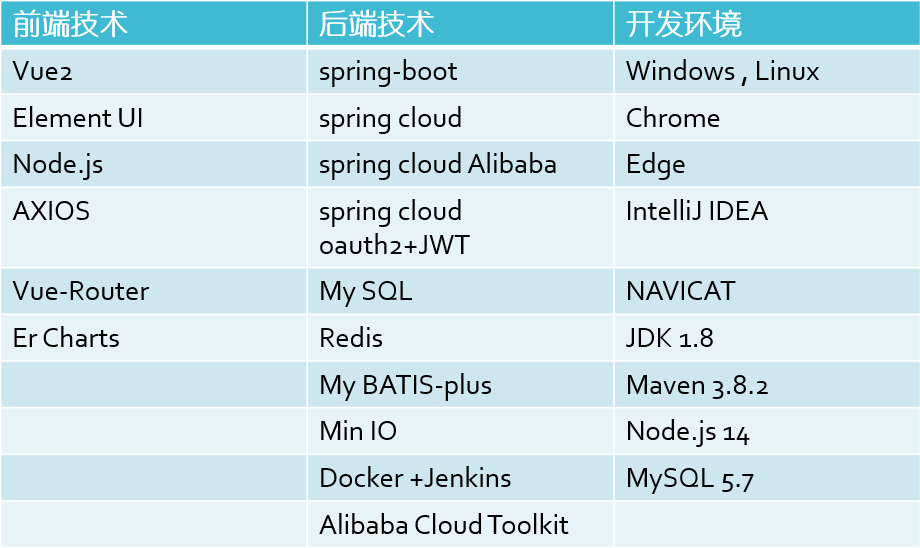 前端技术 后端技术 开发环境
Vue2 spring-boot Windows , Linux
Element UI spring cloud Chrome
Node.js spring cloud Alibaba Edge
AXIOS spring cloud IntelliJ IDEA
oauth2+JWT
Vue-Router My SQL NAVICAT
Er Charts Redis JDK 1.8
My BATIS-plus Maven 3.8.2
Min IO Node.js 14
Docker +Jenkins MySQL 5.7
Alibaba Cloud Toolkit